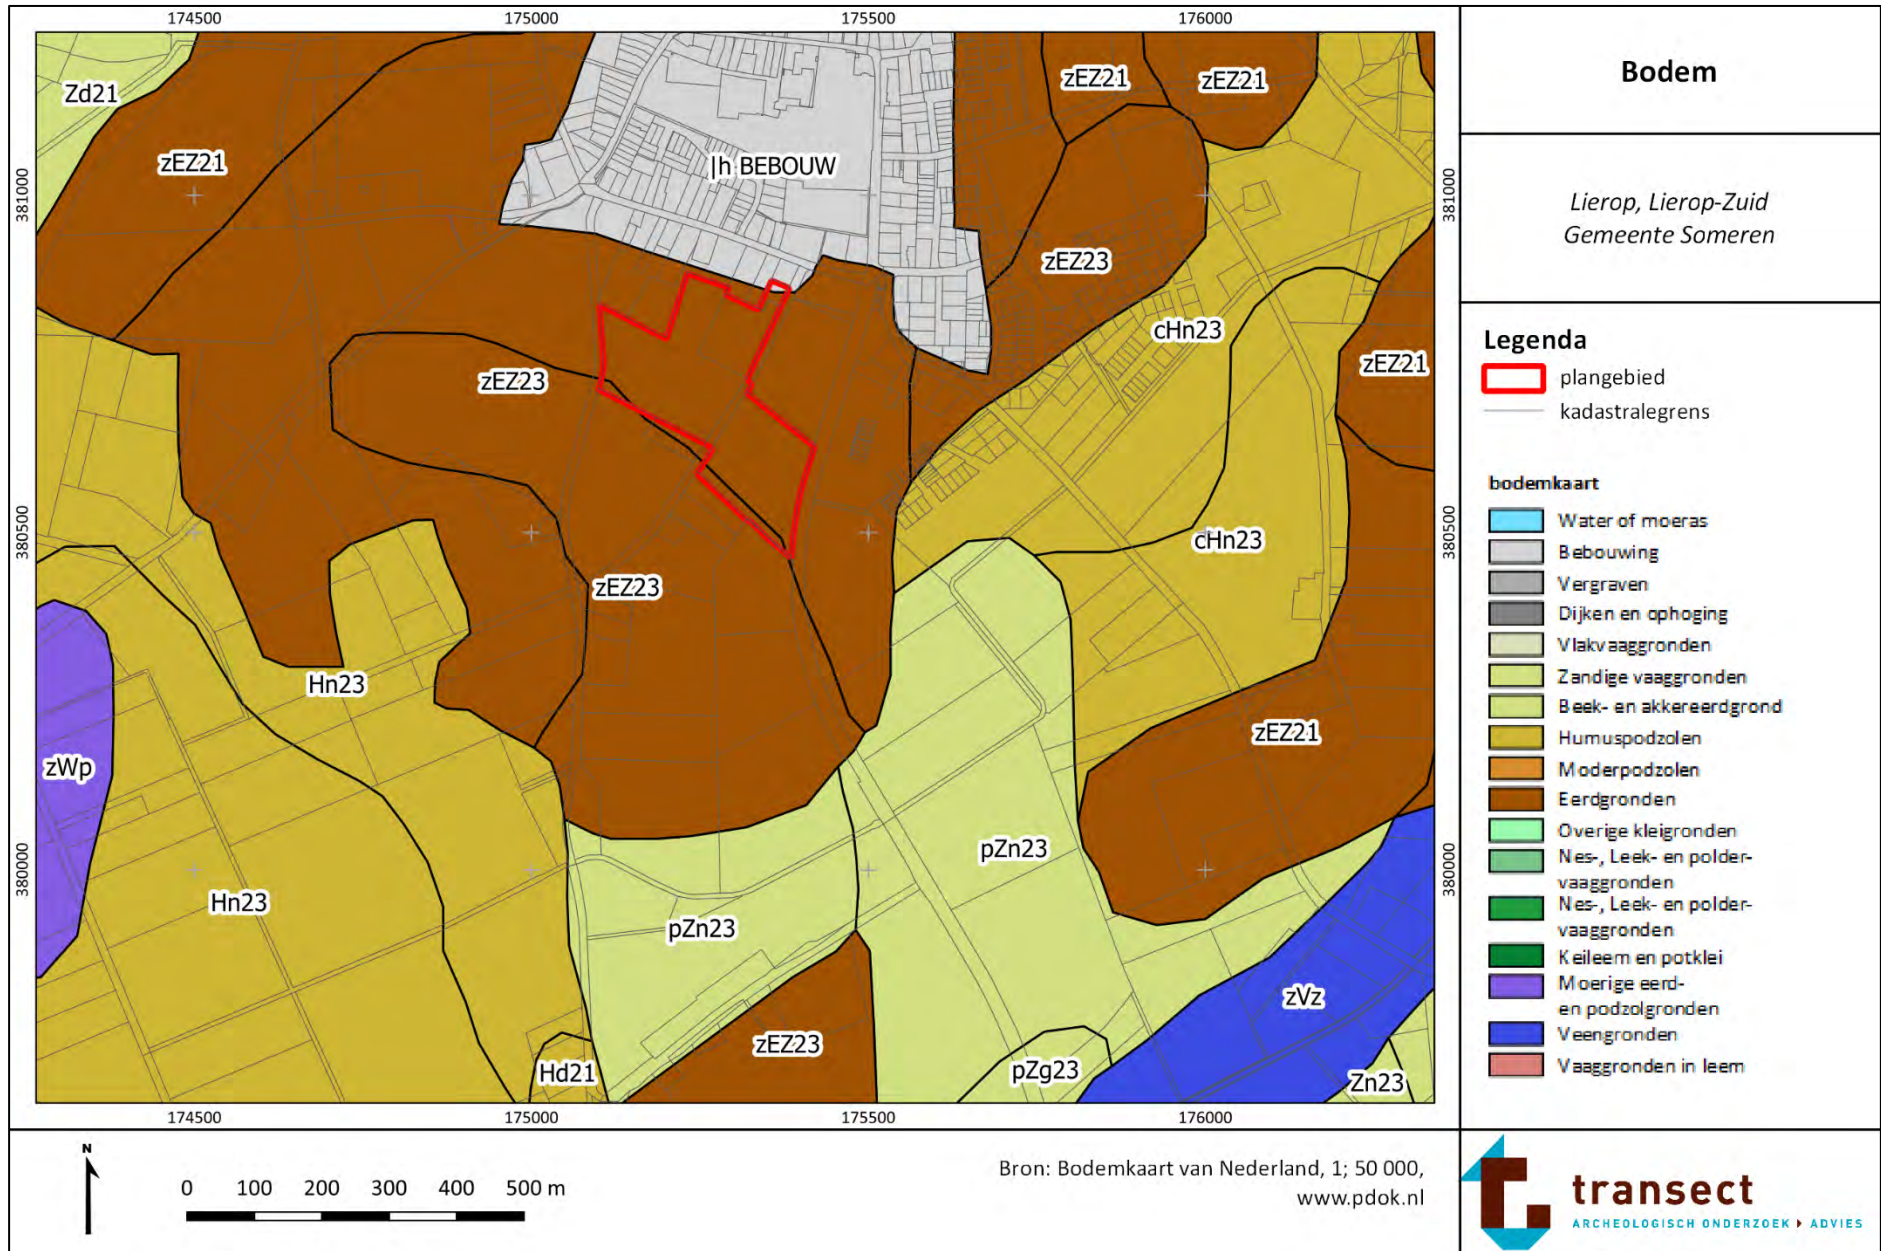 174500 175000 175500 176000
381000
380500
380000
381000
380500
380000
Zd21
zEZ21
zEZ21
zEZ21
|h BEBOUW
zEZ23
cHn23
zEZ21
zEZ23
cHn23
zEZ23
Hn23
zEZ21
zWp
pZn23
Hn23
pZn23
zVz
zEZ23
Hd21
pZg23
Zn23
174500 175000 175500 176000
Bodem
Lierop, Lierop-Zuid
Gemeente Someren
Legenda
plangebied
kadastralegrens
bodemkaart
Water of moeras
Bebouwing
Vergraven
Dijken en ophoging
Vlakvaaggronden
Zandige vaaggronden
Beek- en akkereerdgrond
Humuspodzolen
Moderpodzolen
Eerdgronden
Overige kleigronden
Nes-, Leek- en polder-
vaaggronden
Nes-, Leek- en polder-
vaaggronden
Keileem en potklei
Moerige eerd-
en podzolgronden
Veengronden
Vaaggronden in leem
N
0 100 200 300 400 500 m
Bron: Bodemkaart van Nederland, 1; 50 000,
www.pdok.nl
transect
ARCHEOLOGISCH ONDERZOEK ▸ ADVIES